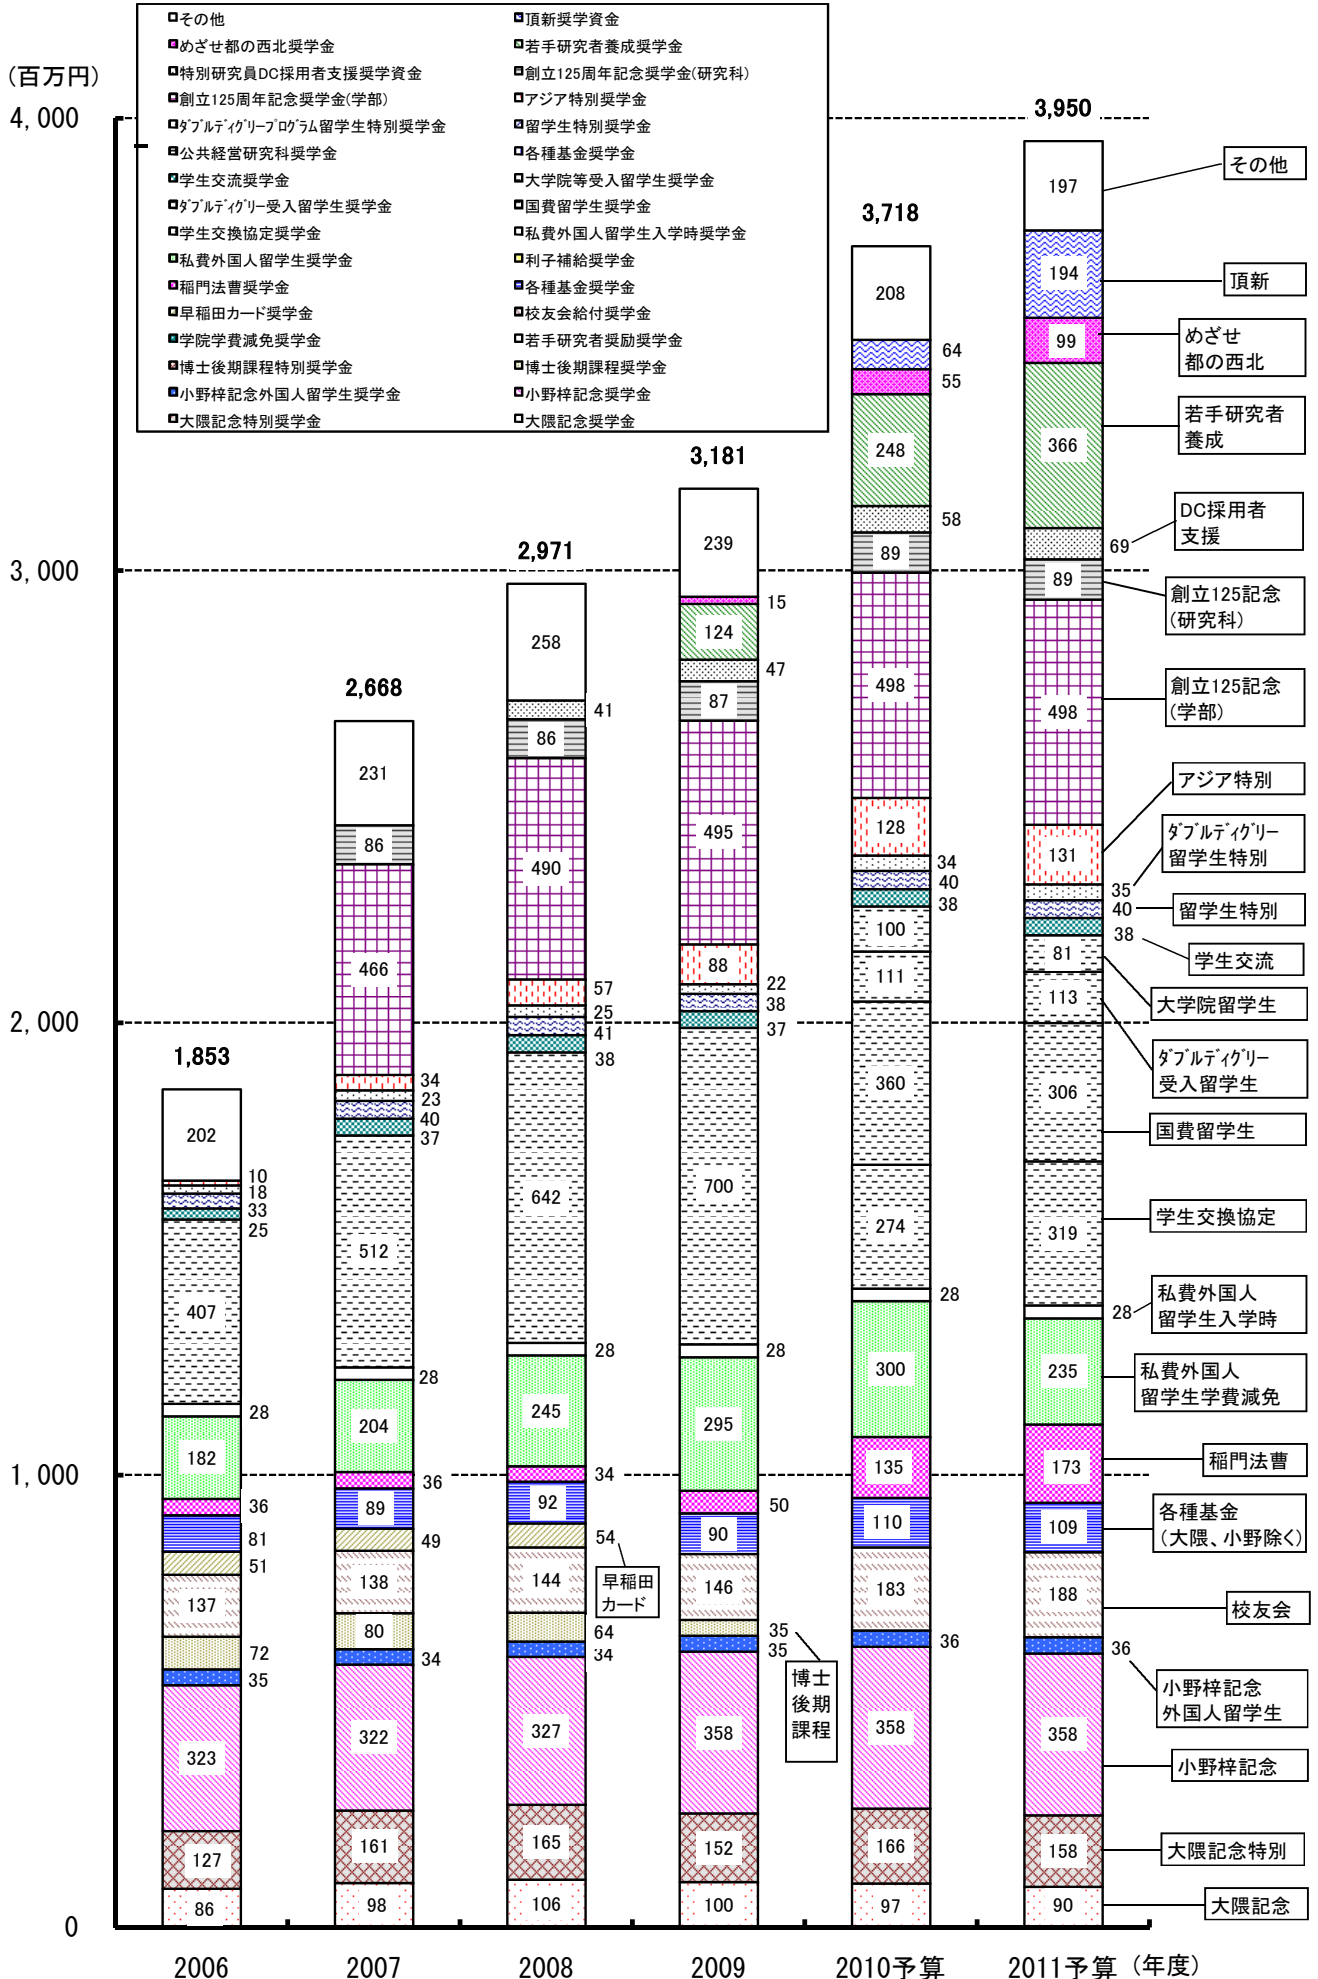 その他
頂新奨学資金
めざせ都の西北奨学金
若手研究者養成奨学金
特別研究員DC採用者支援奨学資金
創立125周年記念奨学金(研究科)
創立125周年記念奨学金(学部)
アジア特別奨学金
ﾀﾞﾌﾞﾙﾃﾞｨｸﾞﾘｰﾌﾟﾛｸﾞﾗﾑ留学生特別奨学金
留学生特別奨学金
公共経営研究科奨学金
各種基金奨学金
学生交流奨学金
大学院等受入留学生奨学金
ﾀﾞﾌﾞﾙﾃﾞｨｸﾞﾘｰ受入留学生奨学金
国費留学生奨学金
学生交換協定奨学金
私費外国人留学生入学時奨学金
私費外国人留学生奨学金
利子補給奨学金
稲門法曹奨学金
各種基金奨学金
早稲田カード奨学金
校友会給付奨学金
学院学費減免奨学金
若手研究者奨励奨学金
博士後期課程特別奨学金
博士後期課程奨学金
小野梓記念外国人留学生奨学金
小野梓記念奨学金
大隈記念特別奨学金
大隈記念奨学金
(百万円)
4,000
3,000
2,000
1,000
0
1,853
202
10
18
33
25
407
28
182
36
81
51
137
72
35
323
127
86
2006
2,668
231
86
466
34
23
40
37
512
28
204
36
89
49
138
80
34
322
161
98
2007
2,971
258
41
86
490
57
25
41
38
642
28
245
34
92
54
144
64
34
327
165
106
2008
早稲田
カード
3,181
239
15
124
47
87
495
88
22
38
37
700
28
295
50
90
146
35
35
358
152
100
2009
博士
後期
課程
3,718
208
64
55
248
58
89
498
128
34
40
38
100
111
360
274
28
300
135
110
183
36
358
166
97
2010予算
3,950
197
194
99
366
69
89
498
131
35
40
38
81
113
306
319
28
235
173
109
188
36
358
158
90
2011予算
(年度)
その他
頂新
めざせ
都の西北
若手研究者
養成
DC採用者
支援
創立125記念
(研究科)
創立125記念
(学部)
アジア特別
ﾀﾞﾌﾞﾙﾃﾞｨｸﾞﾘｰ
留学生特別
留学生特別
学生交流
大学院留学生
ﾀﾞﾌﾞﾙﾃﾞｨｸﾞﾘｰ
受入留学生
国費留学生
学生交換協定
私費外国人
留学生入学時
私費外国人
留学生学費減免
稲門法曹
各種基金
(大隈、小野除く)
校友会
小野梓記念
外国人留学生
小野梓記念
大隈記念特別
大隈記念